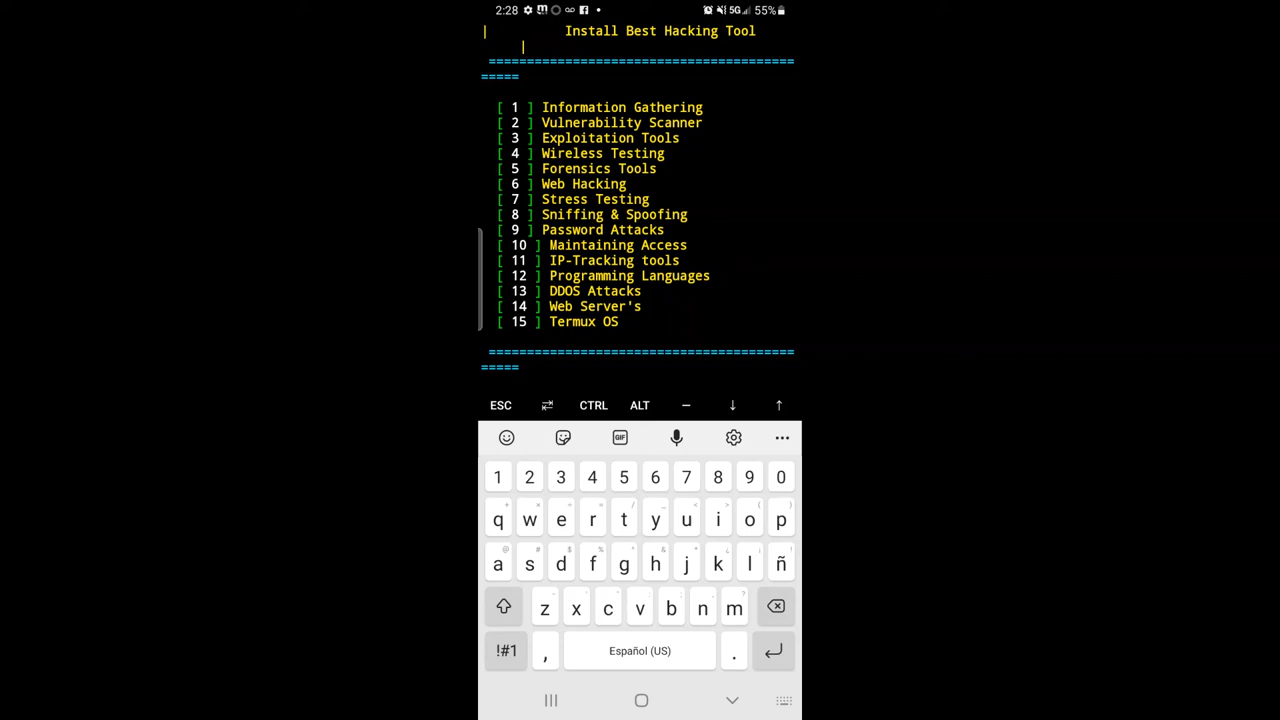 2:28 5G 55%
| Install Best Hacking Tool
|
=======================================
=====
[ 1 ] Information Gathering
[ 2 ] Vulnerability Scanner
[ 3 ] Exploitation Tools
[ 4 ] Wireless Testing
[ 5 ] Forensics Tools
[ 6 ] Web Hacking
[ 7 ] Stress Testing
[ 8 ] Sniffing & Spoofing
[ 9 ] Password Attacks
[ 10 ] Maintaining Access
[ 11 ] IP-Tracking tools
[ 12 ] Programming Languages
[ 13 ] DDOS Attacks
[ 14 ] Web Server's
[ 15 ] Termux OS
=======================================
=====
ESC ⇄ CTRL ALT – ↓ ↑
GIF
1 2 3 4 5 6 7 8 9 0
q w e r t y u i o p
a s d f g h j k l ñ
z x c v b n m
!#1 , Español (US) .